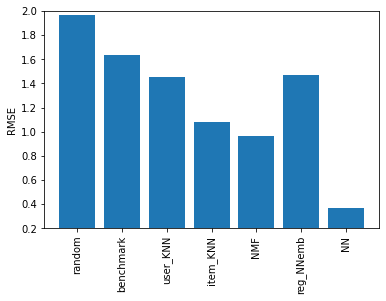 2.0
1.8
1.6
1.4
1.2
1.0
0.8
0.6
0.4
0.2
RMSE
random
benchmark
user_KNN
item_KNN
NMF
reg_NNemb
NN